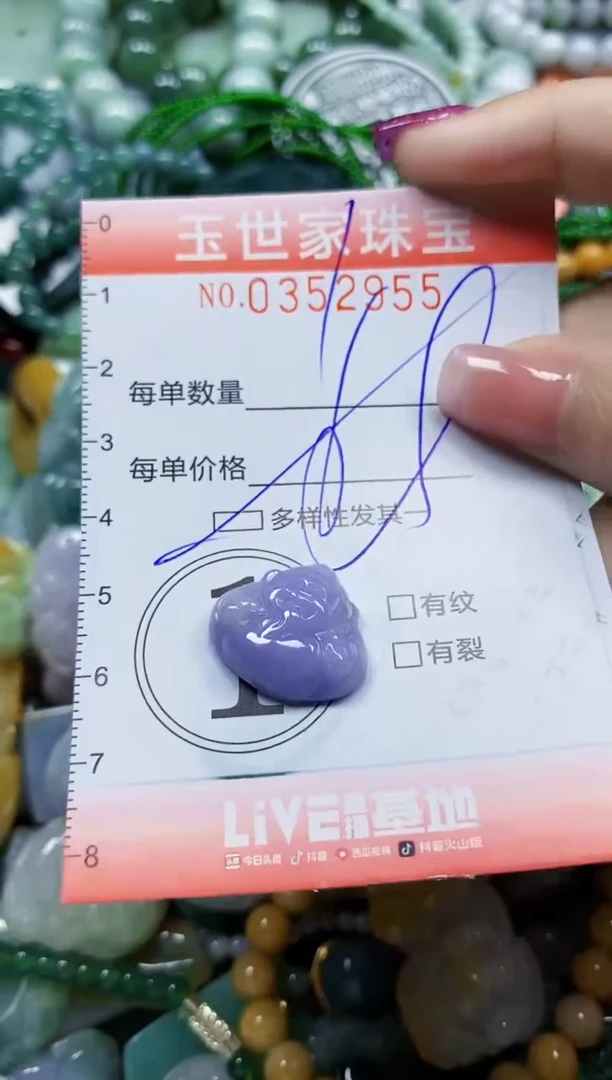 玉世家珠宝
NO.0352955
每单数量
每单价格
多样性发其一
1
有纹
有裂
0
1
2
3
4
5
6
7
8
LiVE基地
今日头条 抖音 西瓜视频 抖音火山版